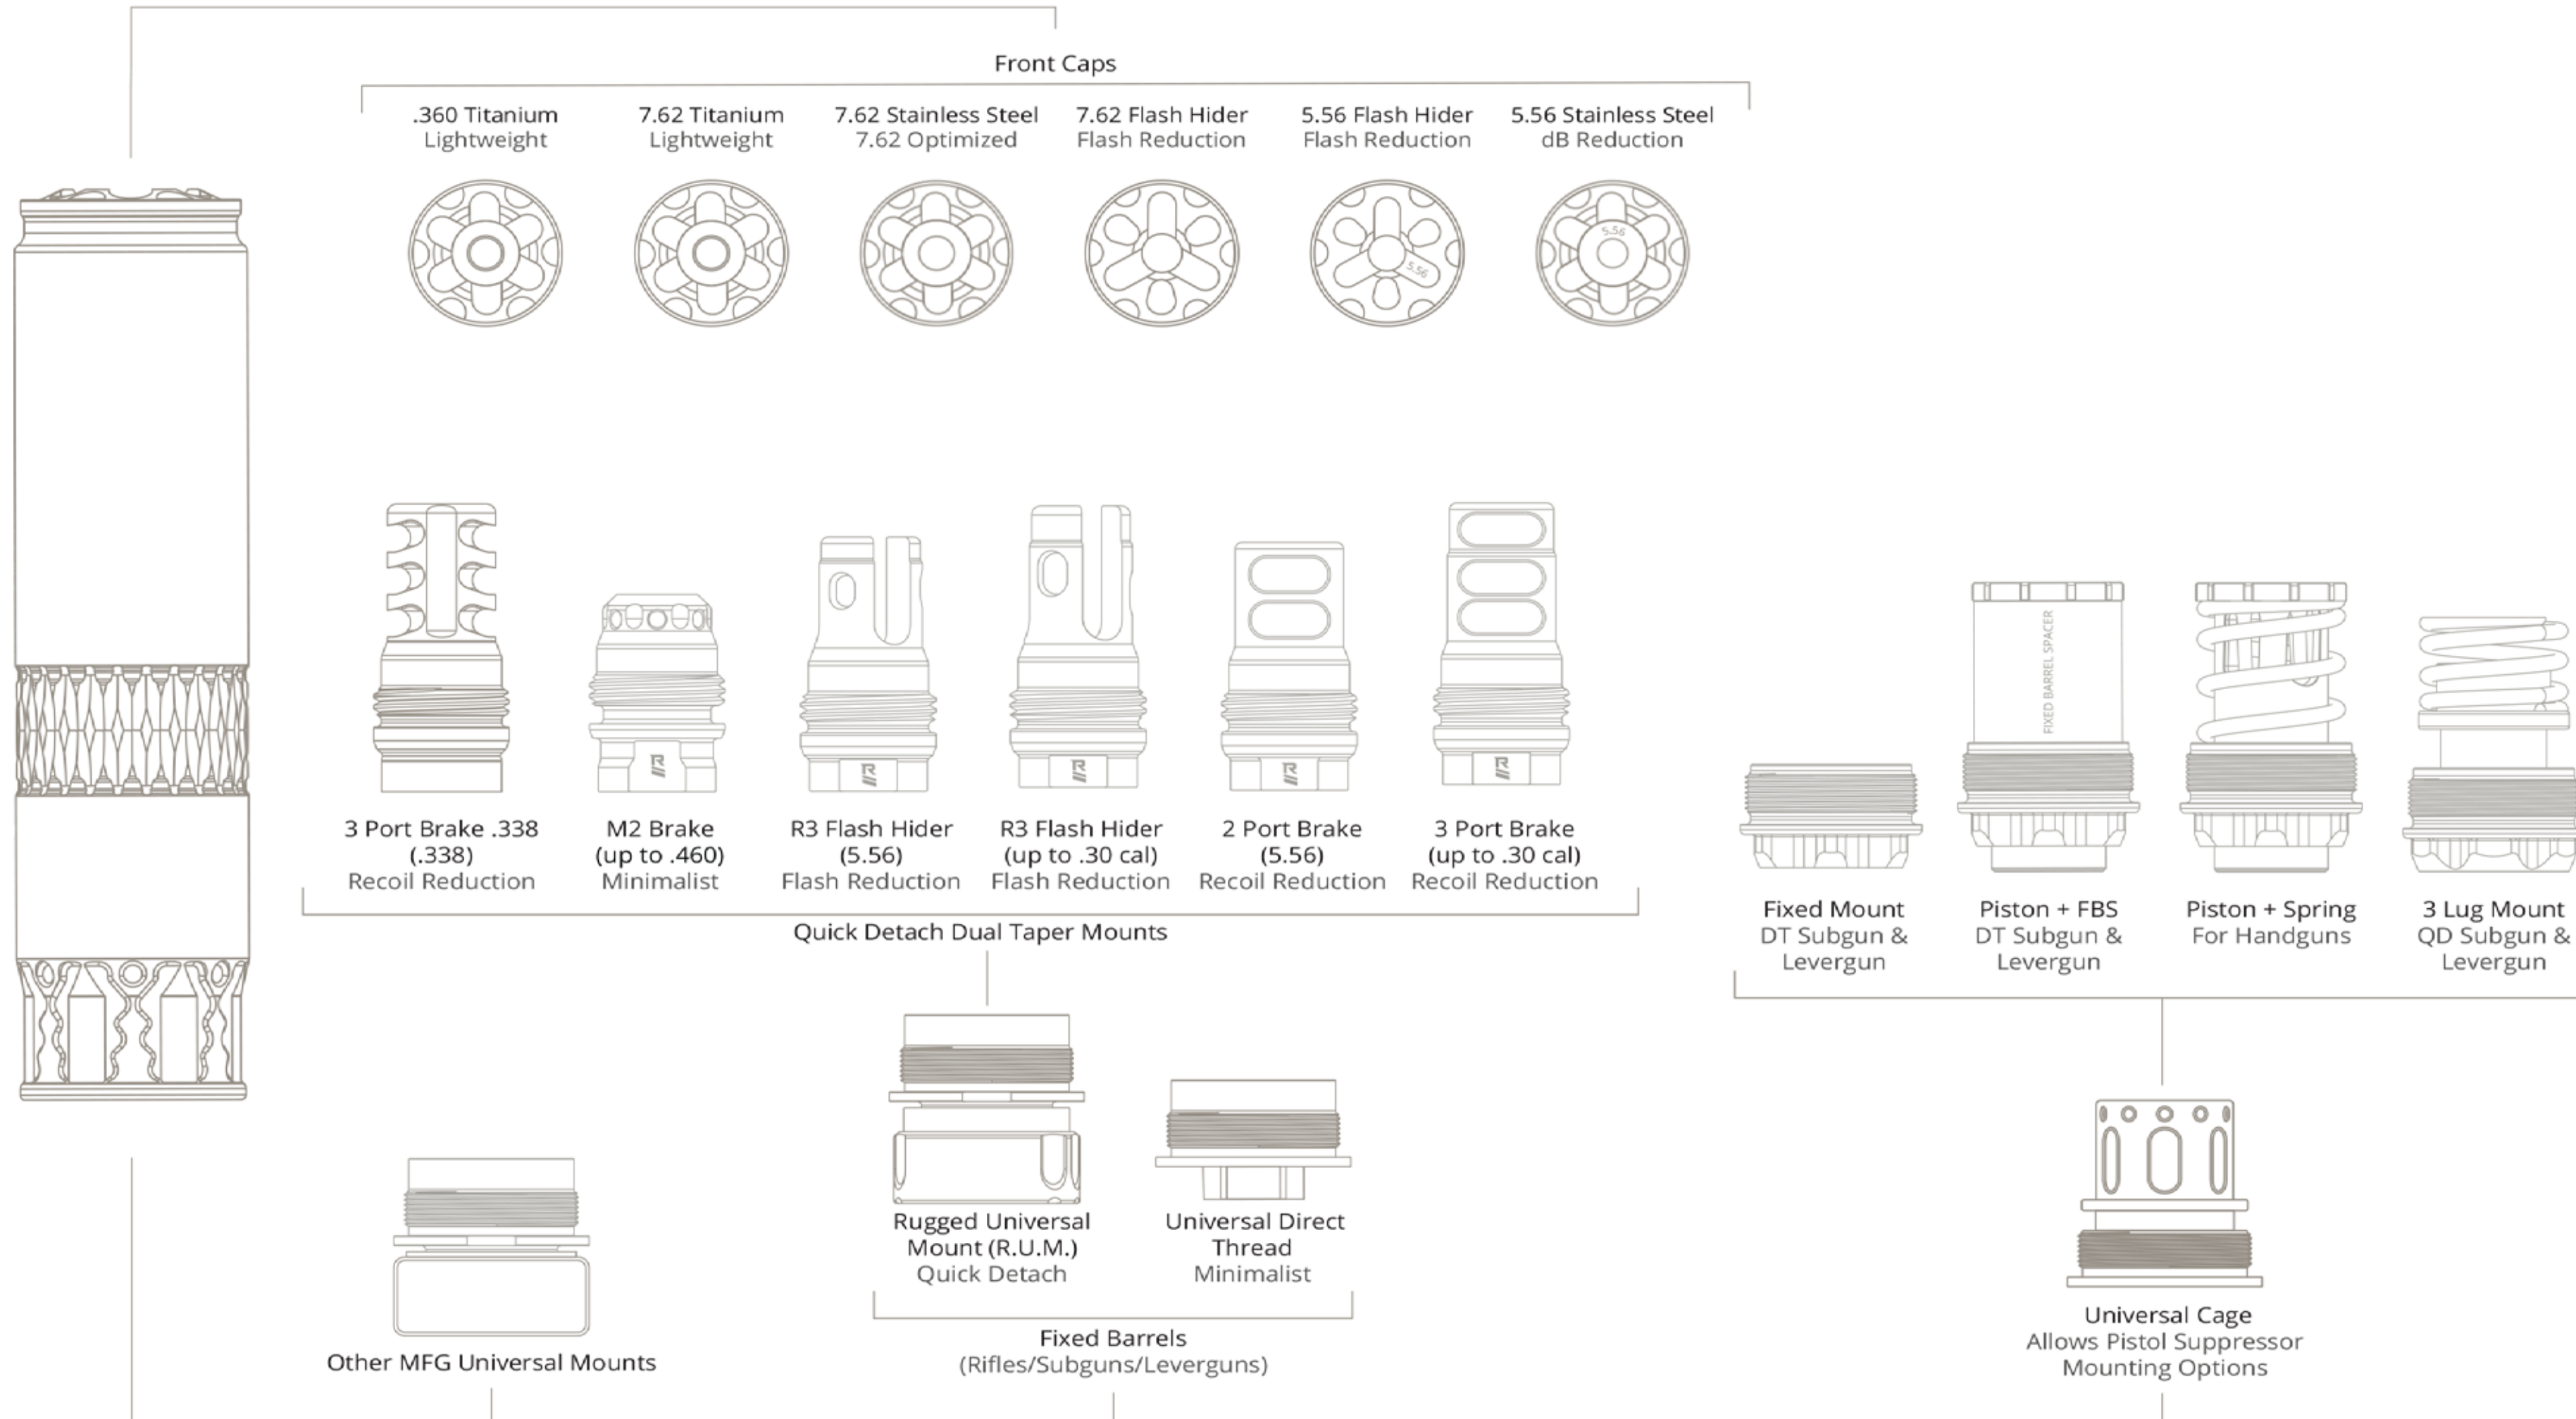 Front Caps
.360 Titanium
Lightweight
7.62 Titanium
Lightweight
7.62 Stainless Steel
7.62 Optimized
7.62 Flash Hider
Flash Reduction
5.56 Flash Hider
Flash Reduction
5.56 Stainless Steel
dB Reduction
5.56
5.56
FIXED BARREL SPACER
3 Port Brake .338
(.338)
Recoil Reduction
M2 Brake
(up to .460)
Minimalist
R3 Flash Hider
(5.56)
Flash Reduction
R3 Flash Hider
(up to .30 cal)
Flash Reduction
2 Port Brake
(5.56)
Recoil Reduction
3 Port Brake
(up to .30 cal)
Recoil Reduction
Quick Detach Dual Taper Mounts
Fixed Mount
DT Subgun &
Levergun
Piston + FBS
DT Subgun &
Levergun
Piston + Spring
For Handguns
3 Lug Mount
QD Subgun &
Levergun
Rugged Universal
Mount (R.U.M.)
Quick Detach
Universal Direct
Thread
Minimalist
Fixed Barrels
(Rifles/Subguns/Leverguns)
Other MFG Universal Mounts
Universal Cage
Allows Pistol Suppressor
Mounting Options